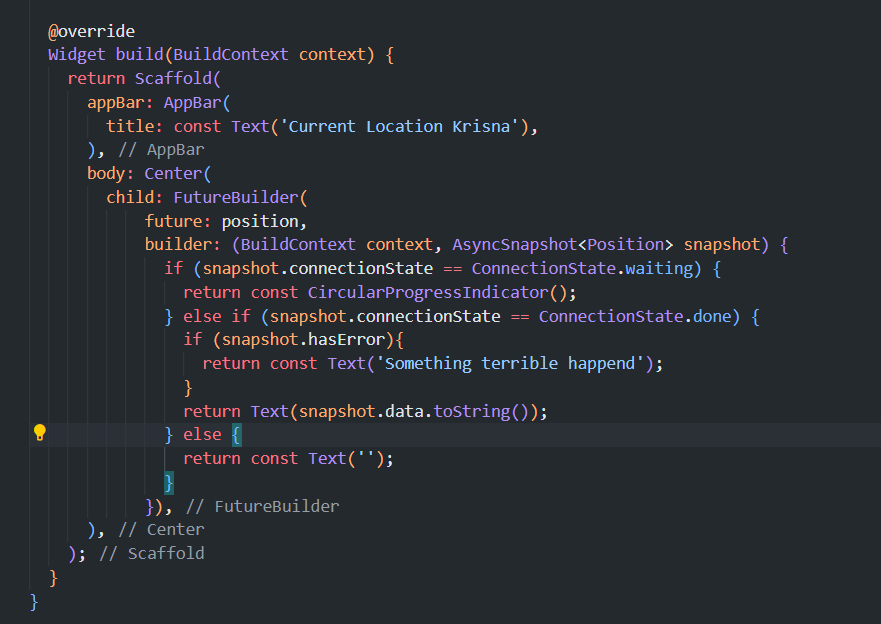 @override
Widget build(BuildContext context) {
return Scaffold(
appBar: AppBar(
title: const Text('Current Location Krisna'),
), // AppBar
body: Center(
child: FutureBuilder(
future: position,
builder: (BuildContext context, AsyncSnapshot<Position> snapshot) {
if (snapshot.connectionState == ConnectionState.waiting) {
return const CircularProgressIndicator();
} else if (snapshot.connectionState == ConnectionState.done) {
if (snapshot.hasError){
return const Text('Something terrible happend');
}
return Text(snapshot.data.toString());
} else {
return const Text('');
}
}), // FutureBuilder
), // Center
); // Scaffold
}
}